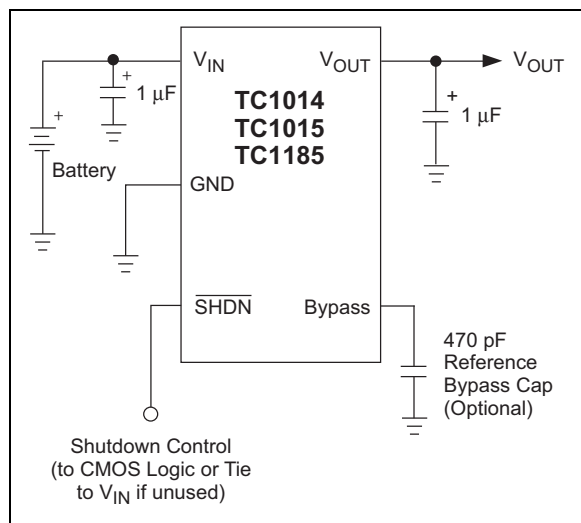 V_IN
V_OUT
V_OUT
+
1 μF
+
1 μF
TC1014
TC1015
TC1185
+
Battery
GND
SHDN
Bypass
470 pF
Reference
Bypass Cap
(Optional)
Shutdown Control
(to CMOS Logic or Tie
to V_IN if unused)